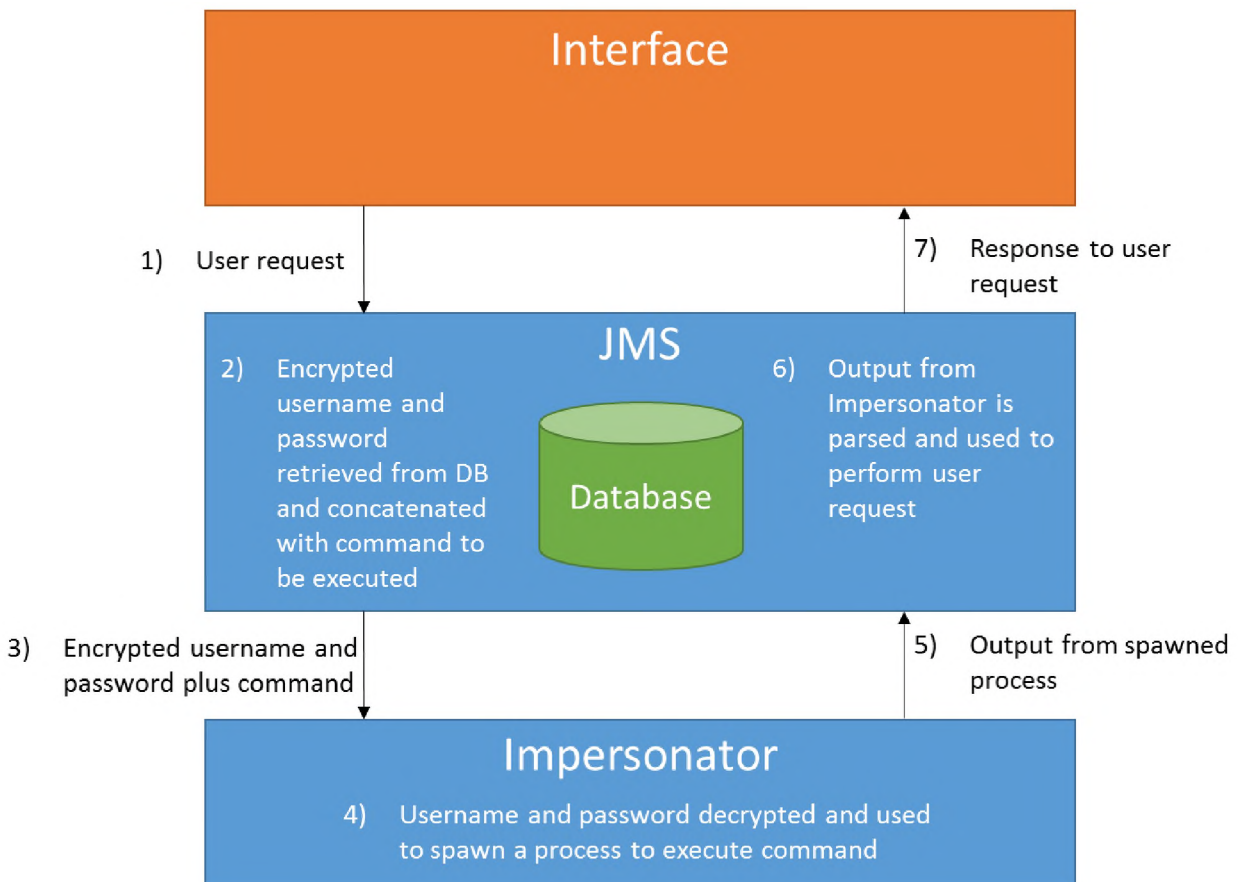 Interface
1) User request
7) Response to user
request
JMS
2) Encrypted
username and
password
retrieved from DB
and concatenated
with command to
be executed
Database
6) Output from
Impersonator is
parsed and used to
perform user
request
3) Encrypted username and
password plus command
5) Output from spawned
process
Impersonator
4) Username and password decrypted and used
to spawn a process to execute command